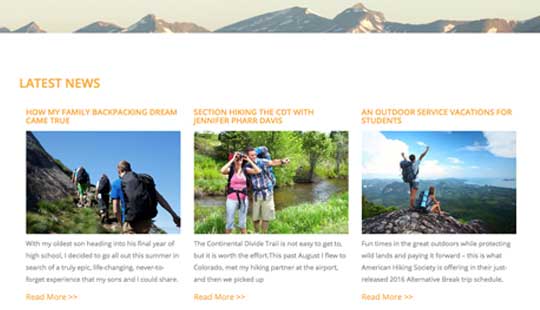 LATEST NEWS
HOW MY FAMILY BACKPACKING DREAM
CAME TRUE
With my oldest son heading into his final year of
high school, I decided to go all out this summer in
search of a truly epic, life-changing, never-to-
forget experience that my sons and I could share.
Read More >>
SECTION HIKING THE CDT WITH
JENNIFER PHARR DAVIS
The Continental Divide Trail is not easy to get to,
but it is worth the effort.This past August I flew to
Colorado, met my hiking partner at the airport,
and then we picked up
Read More >>
AN OUTDOOR SERVICE VACATIONS FOR
STUDENTS
Fun times in the great outdoors while protecting
wild lands and paying it forward – this is what
American Hiking Society is offering in their just-
released 2016 Alternative Break trip schedule.
Read More >>